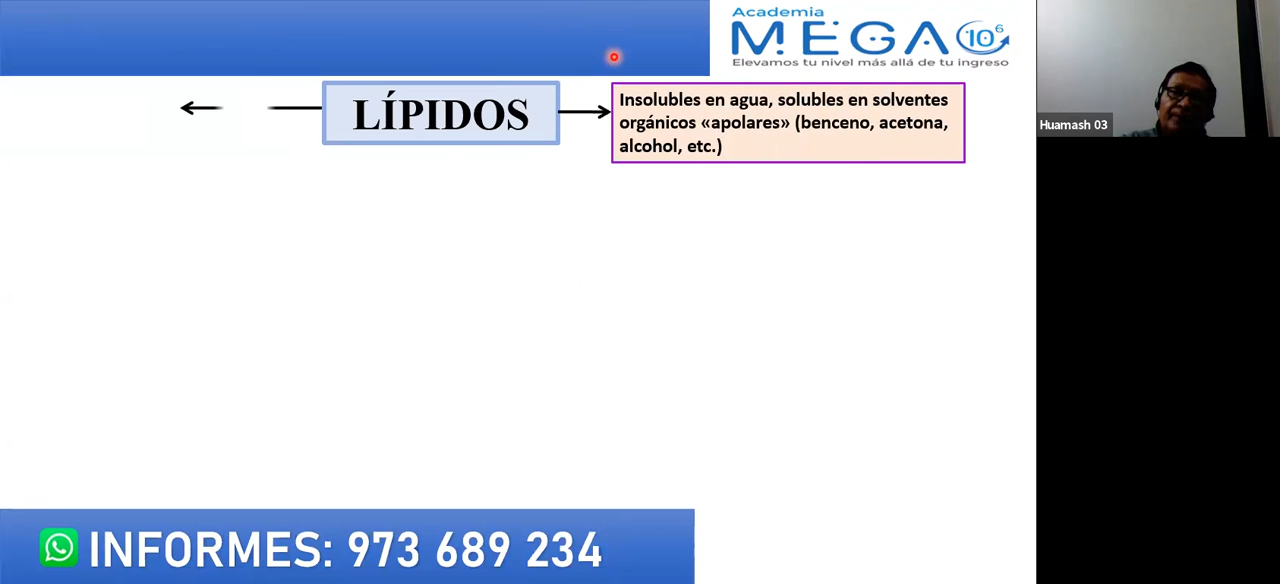 Academia
MEGA 10⁶
Elevamos tu nivel más allá de tu ingreso
LÍPIDOS
Insolubles en agua, solubles en solventes
orgánicos «apolares» (benceno, acetona,
alcohol, etc.)
Huamash 03
INFORMES: 973 689 234